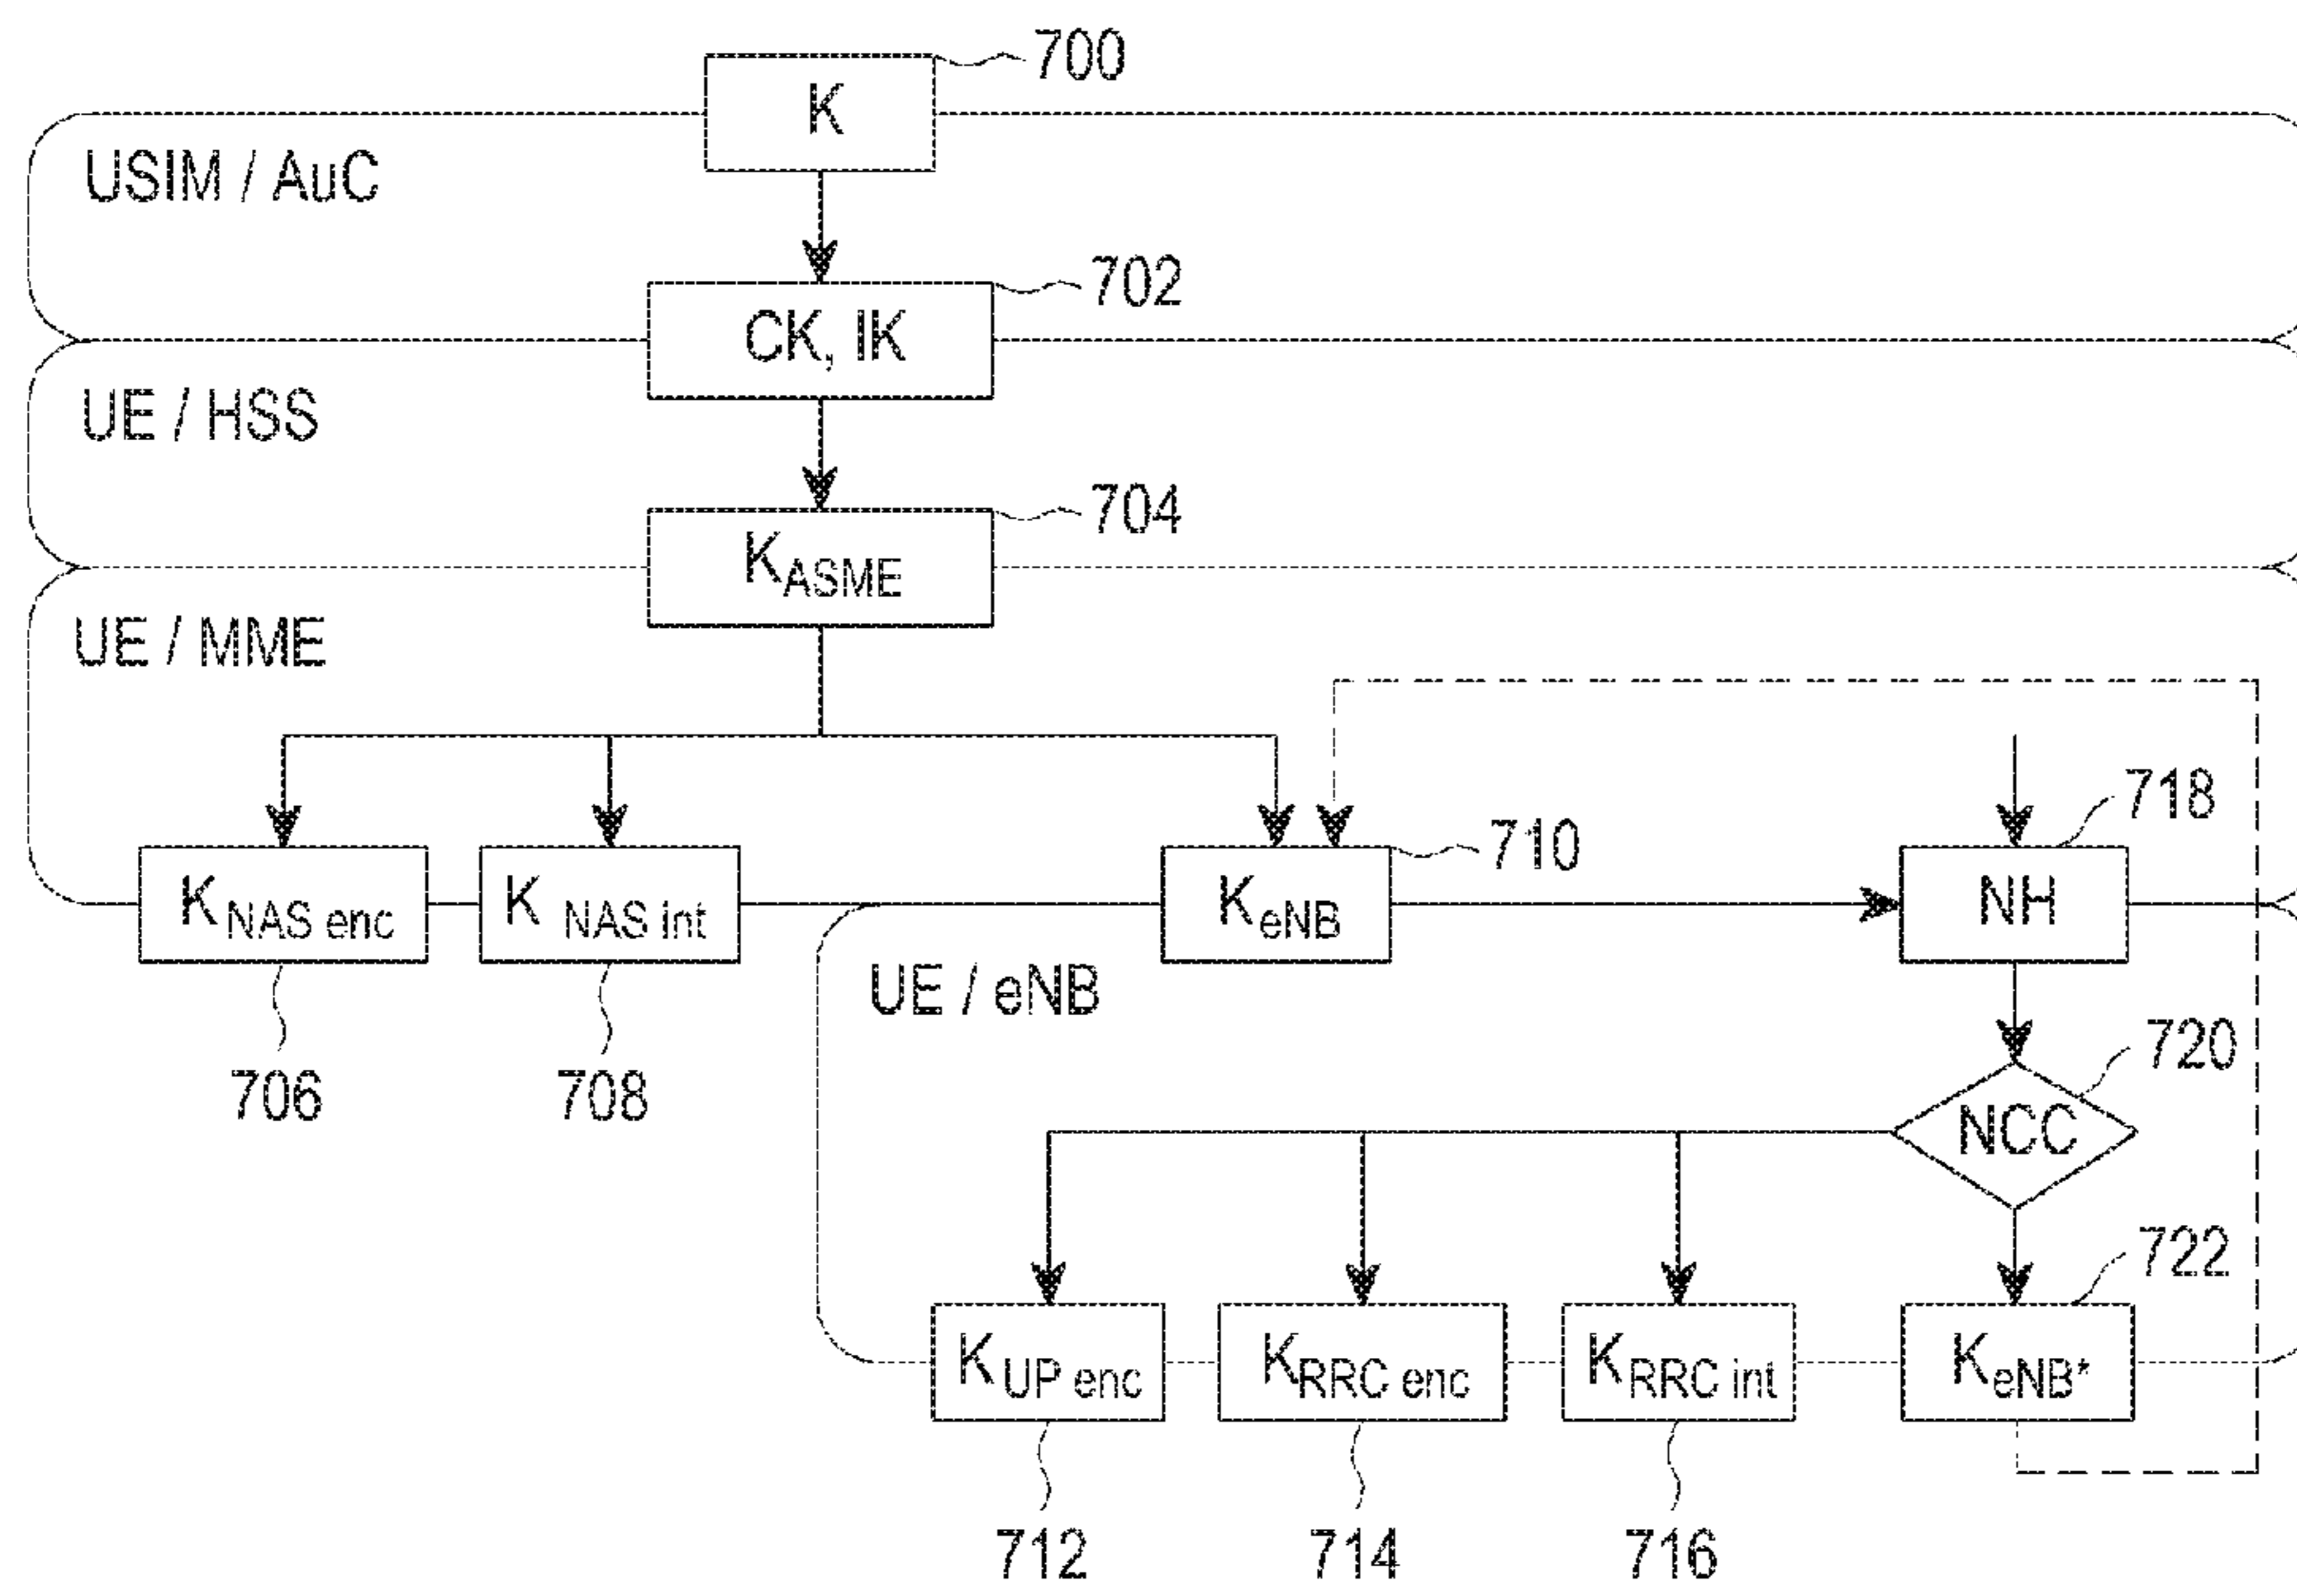 700
K
USIM / AuC
702
CK, IK
UE / HSS
704
KASME
UE / MME
718
710
KNAS enc
K NAS int
KeNB
NH
UE / eNB
720
706
708
NCC
722
KUP enc
KRRC enc
KRRC int
KeNB*
712
714
716